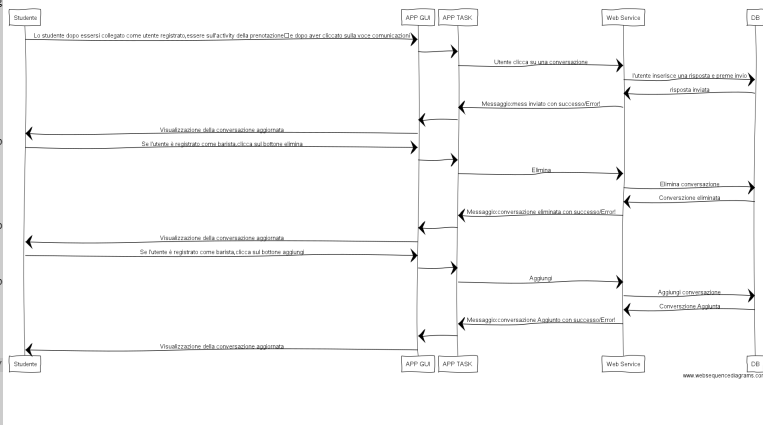 Studente APP GUI APP TASK Web Service DB
Lo studente dopo essersi collegato come utente registrato,essere sull'activity della prenotazione□e dopo aver cliccato sulla voce comunicazioni
Utente clicca su una conversazione
l'utente inserisce una risposta e preme invio
risposta inviata
Messaggio:mess inviato con successo/Error!
Visualizzazione della conversazione aggiornata
Se l'utente è registrato come barista,clicca sul bottone elimina
Elimina
Elimina conversazione
Conversazione eliminata
Messaggio:conversazione eliminata con successo/Error!
Visualizzazione della conversazione aggiornata
Se l'utente è registrato come barista,clicca sul bottone aggiungi
Aggiungi
Aggiungi conversazione
Conversazione Aggiunta
Messaggio:conversazione Aggiunto con successo/Error!
Visualizzazione della conversazione aggiornata
Studente APP GUI APP TASK Web Service DB
www.websequencediagrams.com